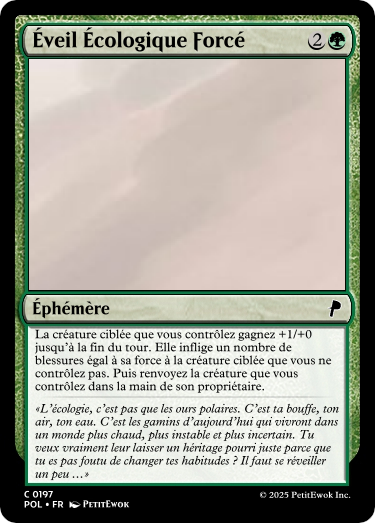 Éveil Écologique Forcé 2
Éphémère
La créature ciblée que vous contrôlez gagnez +1/+0
jusqu'à la fin du tour. Elle inflige un nombre de
blessures égal à sa force à la créature ciblée que vous ne
contrôlez pas. Puis renvoyez la créature que vous
contrôlez dans la main de son propriétaire.
«L'écologie, c'est pas que les ours polaires. C'est ta bouffe, ton
air, ton eau. C'est les gamins d'aujourd'hui qui vivront dans
un monde plus chaud, plus instable et plus incertain. Tu
veux vraiment leur laisser un héritage pourri juste parce que
tu es pas foutu de changer tes habitudes ? Il faut se réveiller
un peu …»
C 0197
POL • FR PetitEwok
© 2025 PetitEwok Inc.